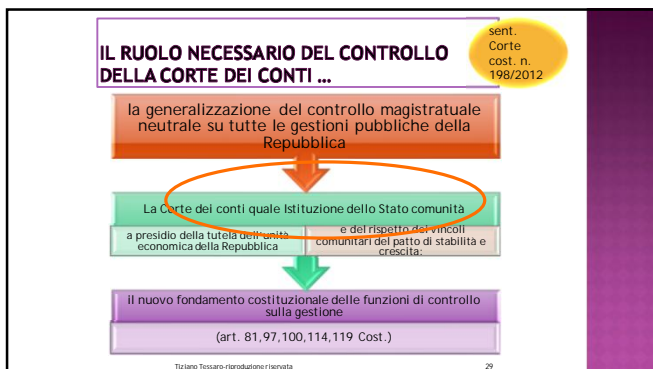 sent.
Corte
cost. n.
198/2012
IL RUOLO NECESSARIO DEL CONTROLLO
DELLA CORTE DEI CONTI …
la generalizzazione del controllo magistratuale
neutrale su tutte le gestioni pubbliche della
Repubblica
La Corte dei conti quale Istituzione dello Stato comunità
a presidio della tutela dell'unità
economica della Repubblica
e del rispetto dei vincoli
comunitari del patto di stabilità e
crescita;
il nuovo fondamento costituzionale delle funzioni di controllo
sulla gestione
(art. 81,97,100,114,119 Cost.)
Tiziano Tessaro-riproduzione riservata
29